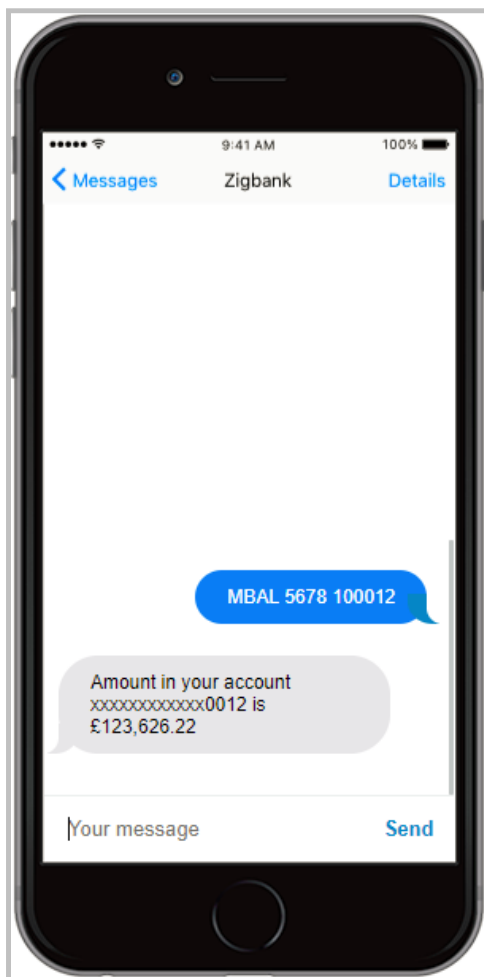 9:41 AM 100%
Messages Zigbank Details
MBAL 5678 100012
Amount in your account
xxxxxxxxxxxx0012 is
£123,626.22
Your message Send